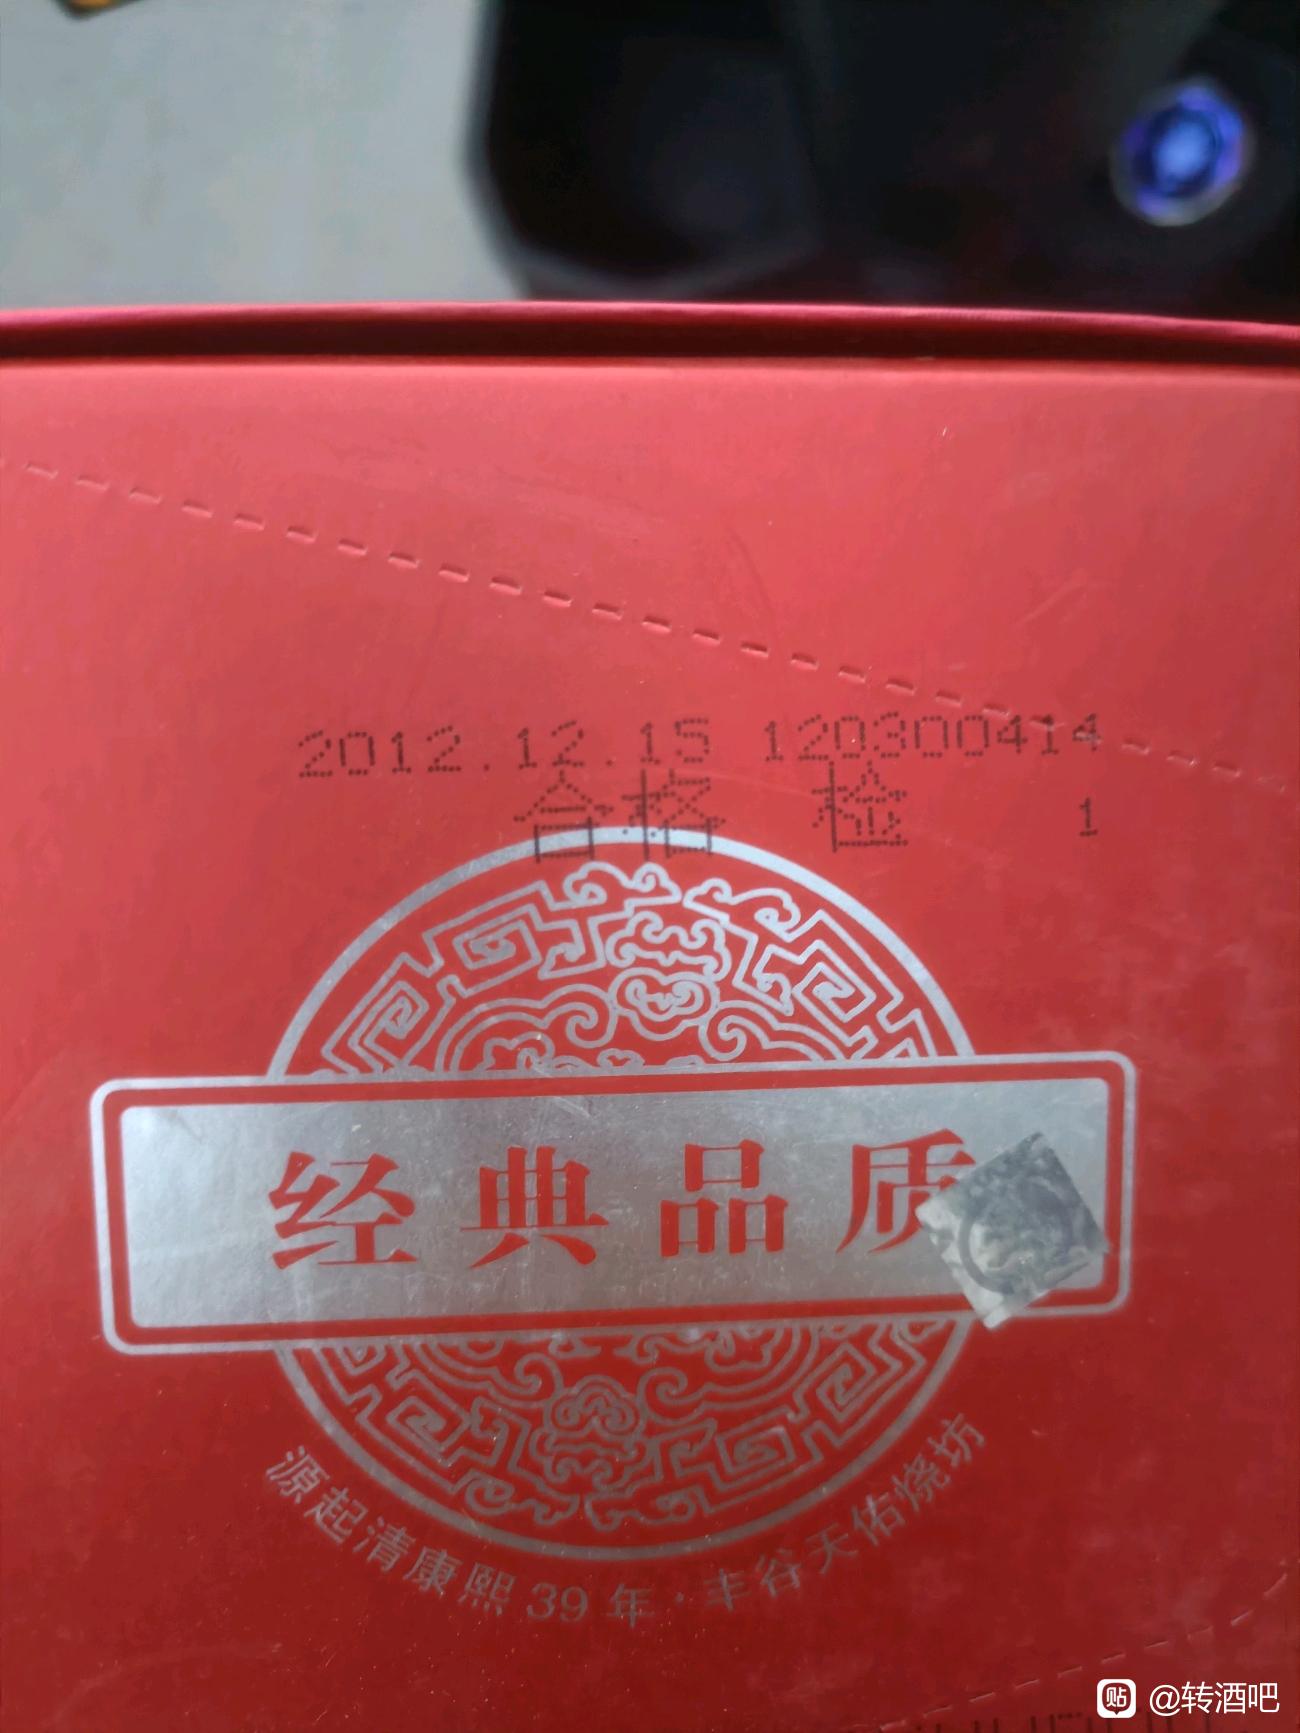 2012.12.15 120300414
合格 检 1
经典品质
源起清康熙39年·丰谷天佑烧坊
贴 @转酒吧